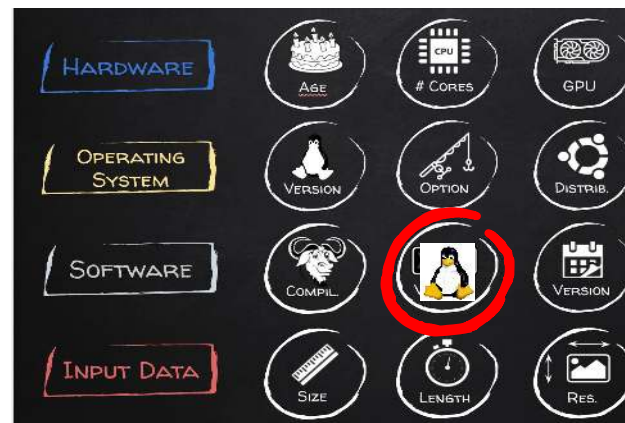 HARDWARE
AGE
CPU
# CORES
GPU
OPERATING
SYSTEM
VERSION
OPTION
DISTRIB.
SOFTWARE
COMPIL.
VERSION
INPUT DATA
SIZE
LENGTH
RES.